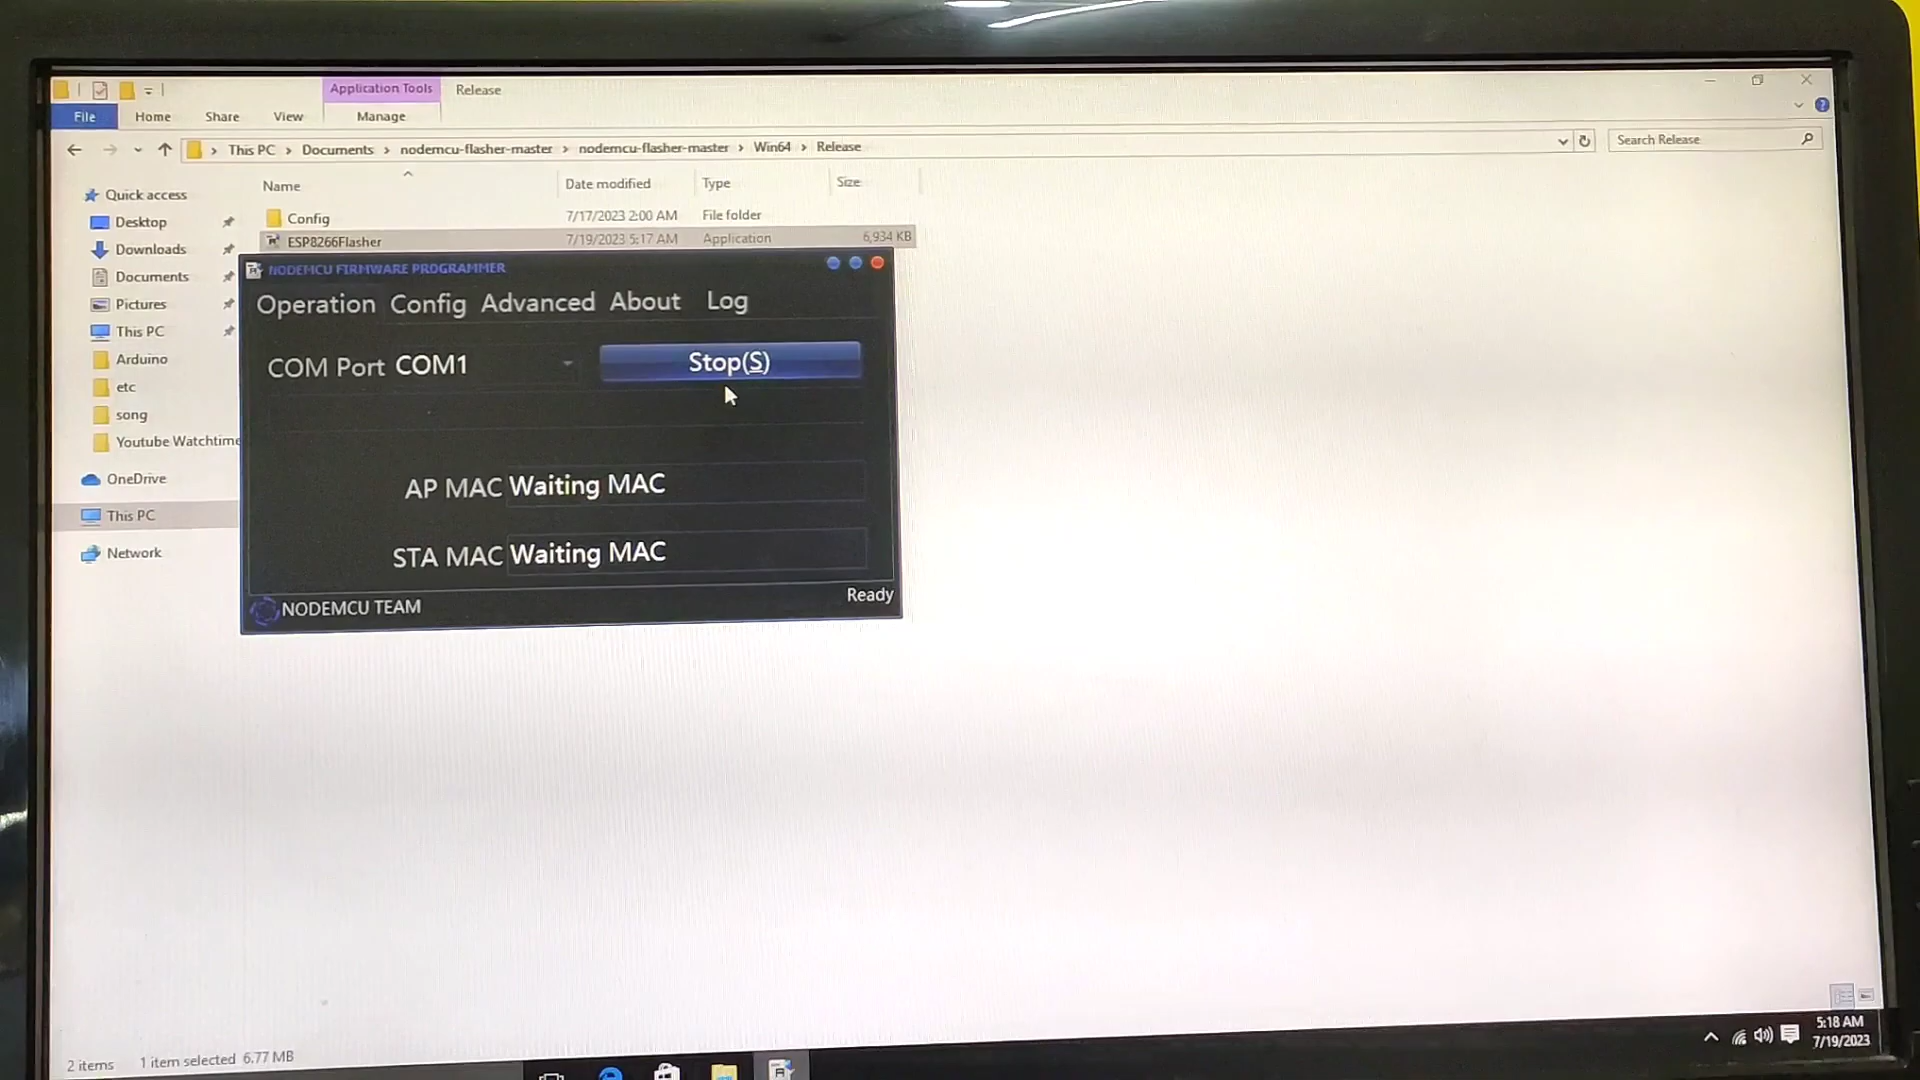 Application Tools Release
File Home Share View Manage
This PC > Documents > nodemcu-flasher-master > nodemcu-flasher-master > Win64 > Release
Search Release
Name Date modified Type Size
Config 7/17/2023 2:00 AM File folder
ESP8266Flasher 7/19/2023 5:17 AM Application 6,934 KB
Quick access
Desktop
Downloads
Documents
Pictures
This PC
Arduino
etc
song
Youtube Watchtime
OneDrive
This PC
Network
NODEMCU FIRMWARE PROGRAMMER
Operation Config Advanced About Log
COM Port COM1 Stop(S)
AP MAC Waiting MAC
STA MAC Waiting MAC
NODEMCU TEAM Ready
2 items 1 item selected 6.77 MB
5:18 AM
7/19/2023